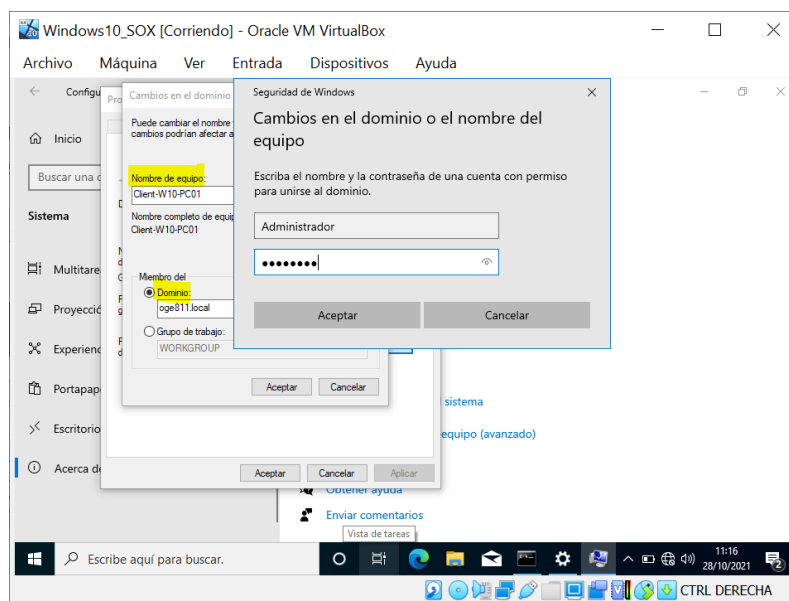 Windows10_SOX [Corriendo] - Oracle VM VirtualBox
Archivo Máquina Ver Entrada Dispositivos Ayuda
Configu
Inicio
Buscar una c
Sistema
Multitare
Proyecció
Experienc
Portapap
Escritorio
Acerca de
Pro
Cambios en el dominio
Puede cambiar el nombre
cambios podrían afectar a
Nombre de equipo:
Client-W10-PC01
Nombre completo de equip
Client-W10-PC01
Miembro del
Dominio:
oge811.local
Grupo de trabajo:
WORKGROUP
Aceptar Cancelar
Aceptar Cancelar Aplicar
Seguridad de Windows
Cambios en el dominio o el nombre del
equipo
Escriba el nombre y la contraseña de una cuenta con permiso
para unirse al dominio.
Administrador
Aceptar Cancelar
sistema
equipo (avanzado)
Obtener ayuda
Enviar comentarios
Vista de tareas
Escribe aquí para buscar.
11:16
28/10/2021
2
CTRL DERECHA